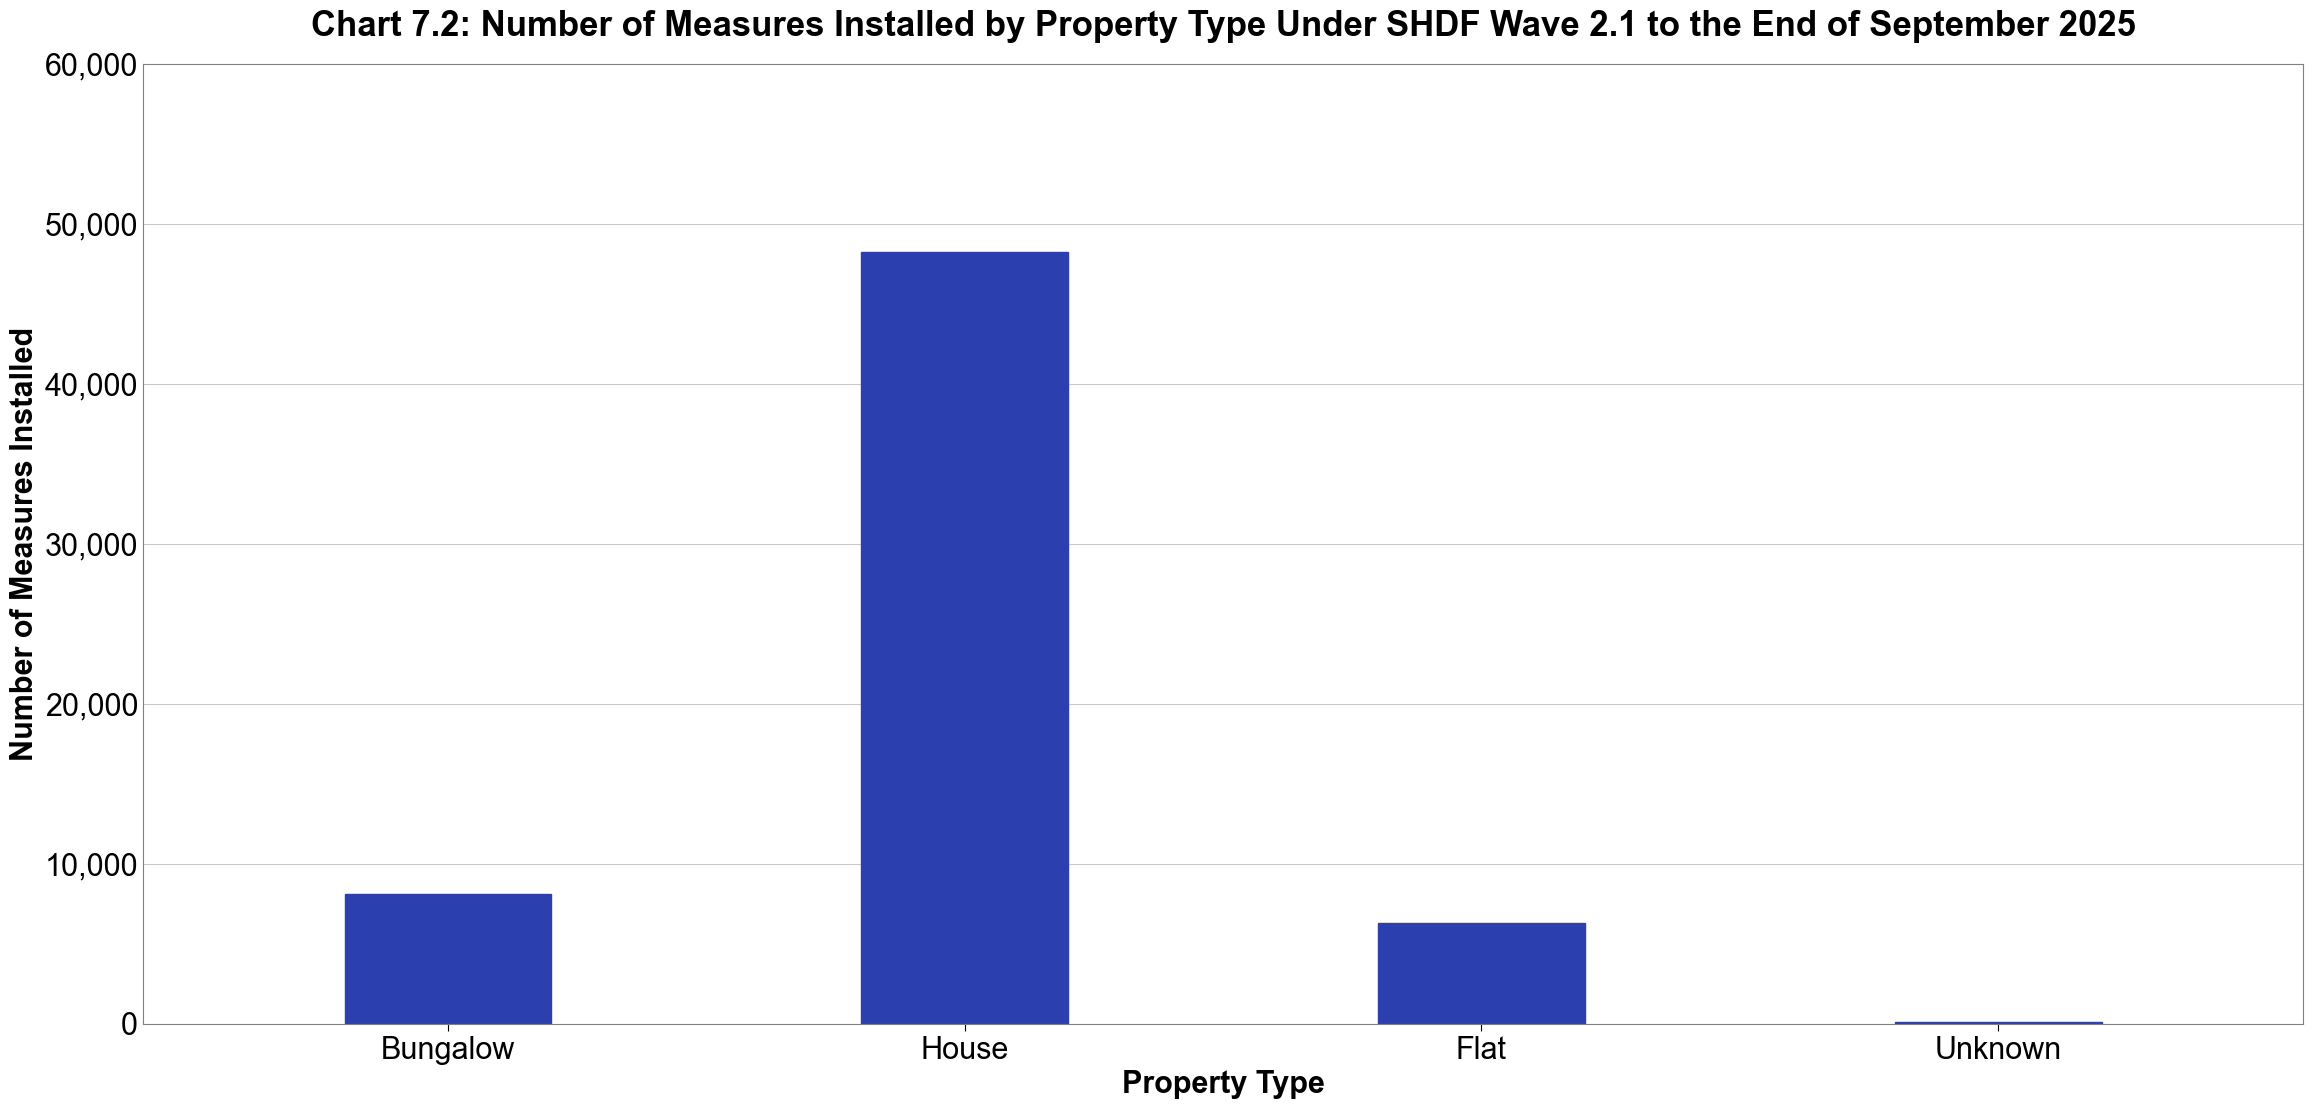 Chart 7.2: Number of Measures Installed by Property Type Under SHDF Wave 2.1 to the End of September 2025
60,000
50,000
40,000
30,000
20,000
10,000
0
Number of Measures Installed
Bungalow House Flat Unknown
Property Type